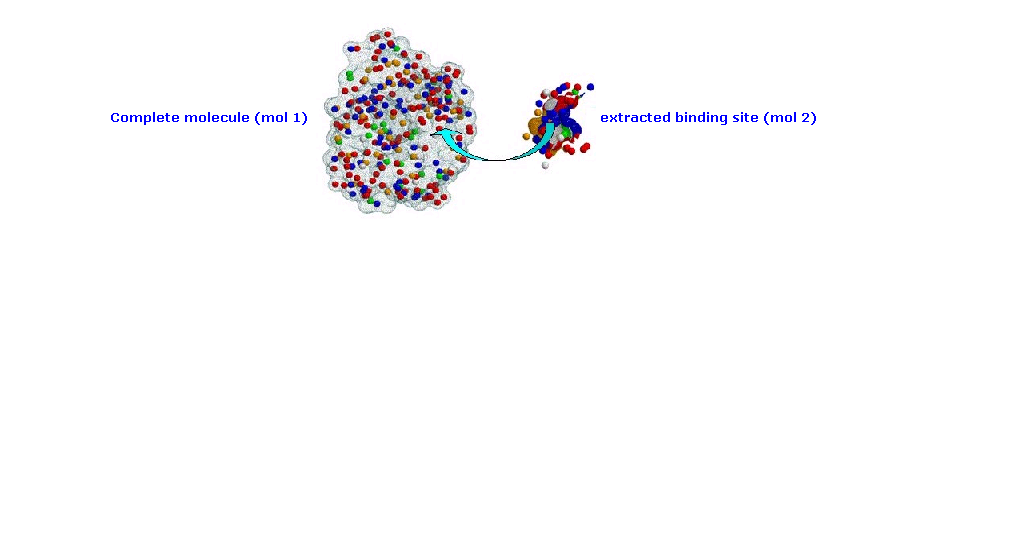 Complete molecule (mol 1)
extracted binding site (mol 2)